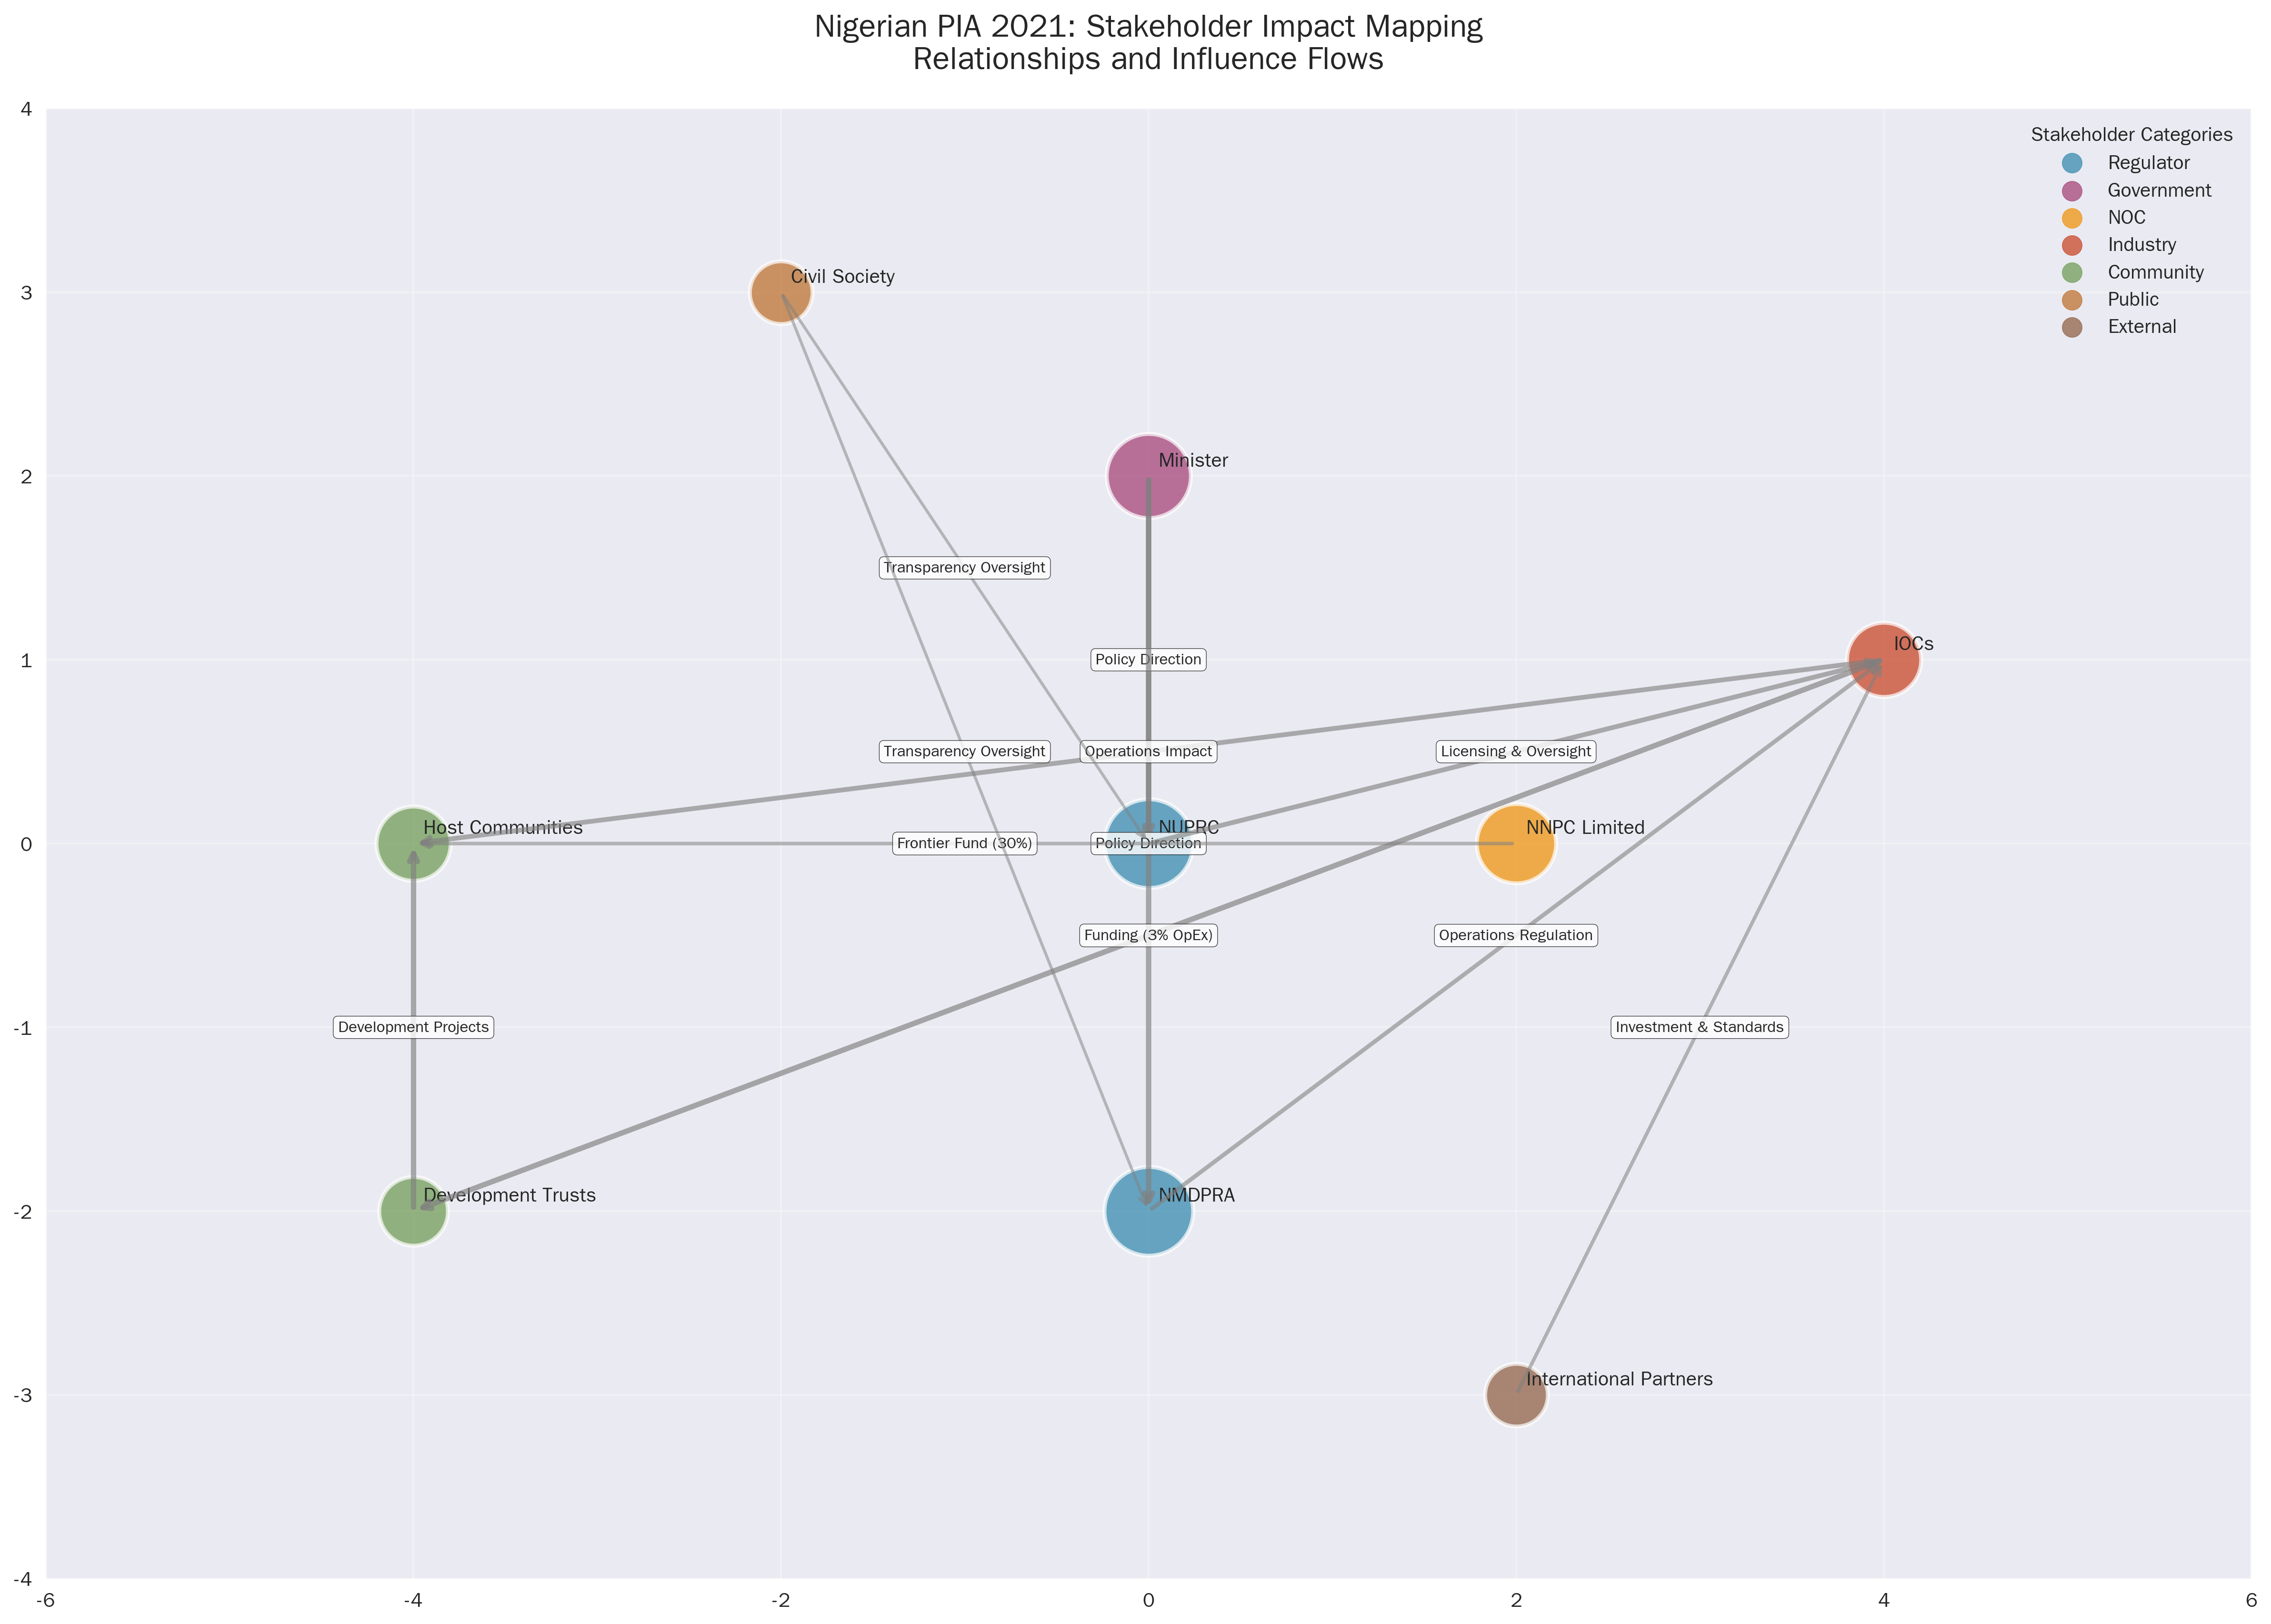 Nigerian PIA 2021: Stakeholder Impact Mapping
Relationships and Influence Flows
4
3
2
1
0
-1
-2
-3
-4
-6
-4
-2
0
2
4
6
Stakeholder Categories
Regulator
Government
NOC
Industry
Community
Public
External
Civil Society
Minister
Transparency Oversight
IOCs
Policy Direction
Transparency Oversight
Operations Impact
Licensing & Oversight
Host Communities
NUPRC
NNPC Limited
Frontier Fund (30%)
Policy Direction
Funding (3% OpEx)
Operations Regulation
Development Projects
Investment & Standards
Development Trusts
NMDPRA
International Partners